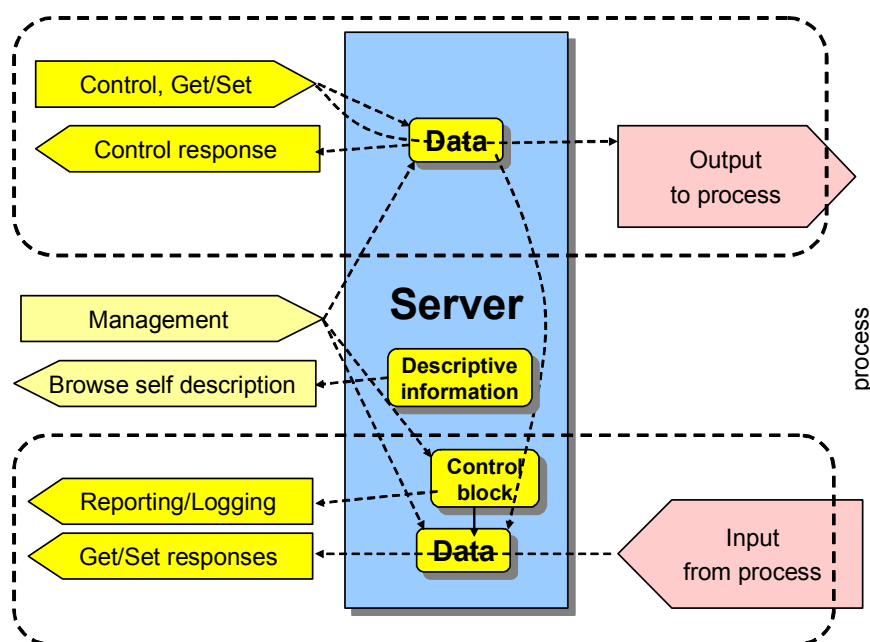 Control, Get/Set
Control response
Data
Output
to process
Management
Server
Browse self description
Descriptive
information
process
Reporting/Logging
Control
block
Get/Set responses
Data
Input
from process